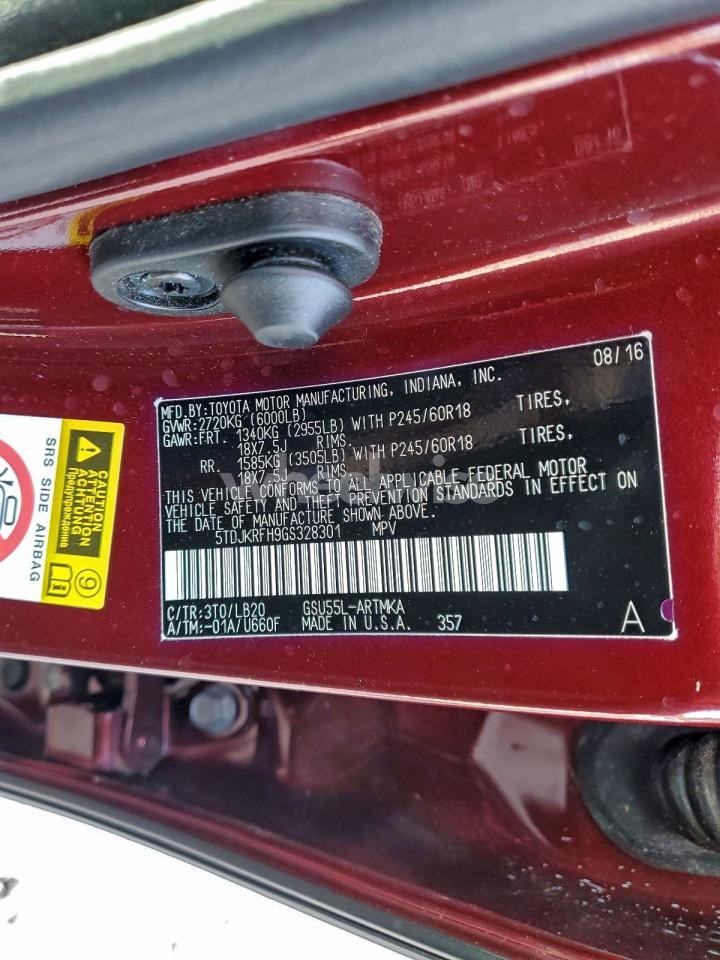 08/16
MFD.BY:TOYOTA MOTOR MANUFACTURING, INDIANA, INC.
GVWR:2720KG (6000LB)
GAWR:FRT. 1340KG (2955LB) WITH P245/60R18 TIRES,
18X7.5J RIMS.
RR. 1585KG (3505LB) WITH P245/60R18 TIRES,
18X7.5J RIMS.
THIS VEHICLE CONFORMS TO ALL APPLICABLE FEDERAL MOTOR
VEHICLE SAFETY AND THEFT PREVENTION STANDARDS IN EFFECT ON
THE DATE OF MANUFACTURE SHOWN ABOVE.
5TDJKRFH9GS328301 MPV
C/TR:3T0/LB20 GSU55L-ARTMKA
A/TM:-01A/U660F MADE IN U.S.A. 357 A
SRS SIDE AIRBAG
CAUTION
ATTENTION
ACHTUNG
Предупреждение
9